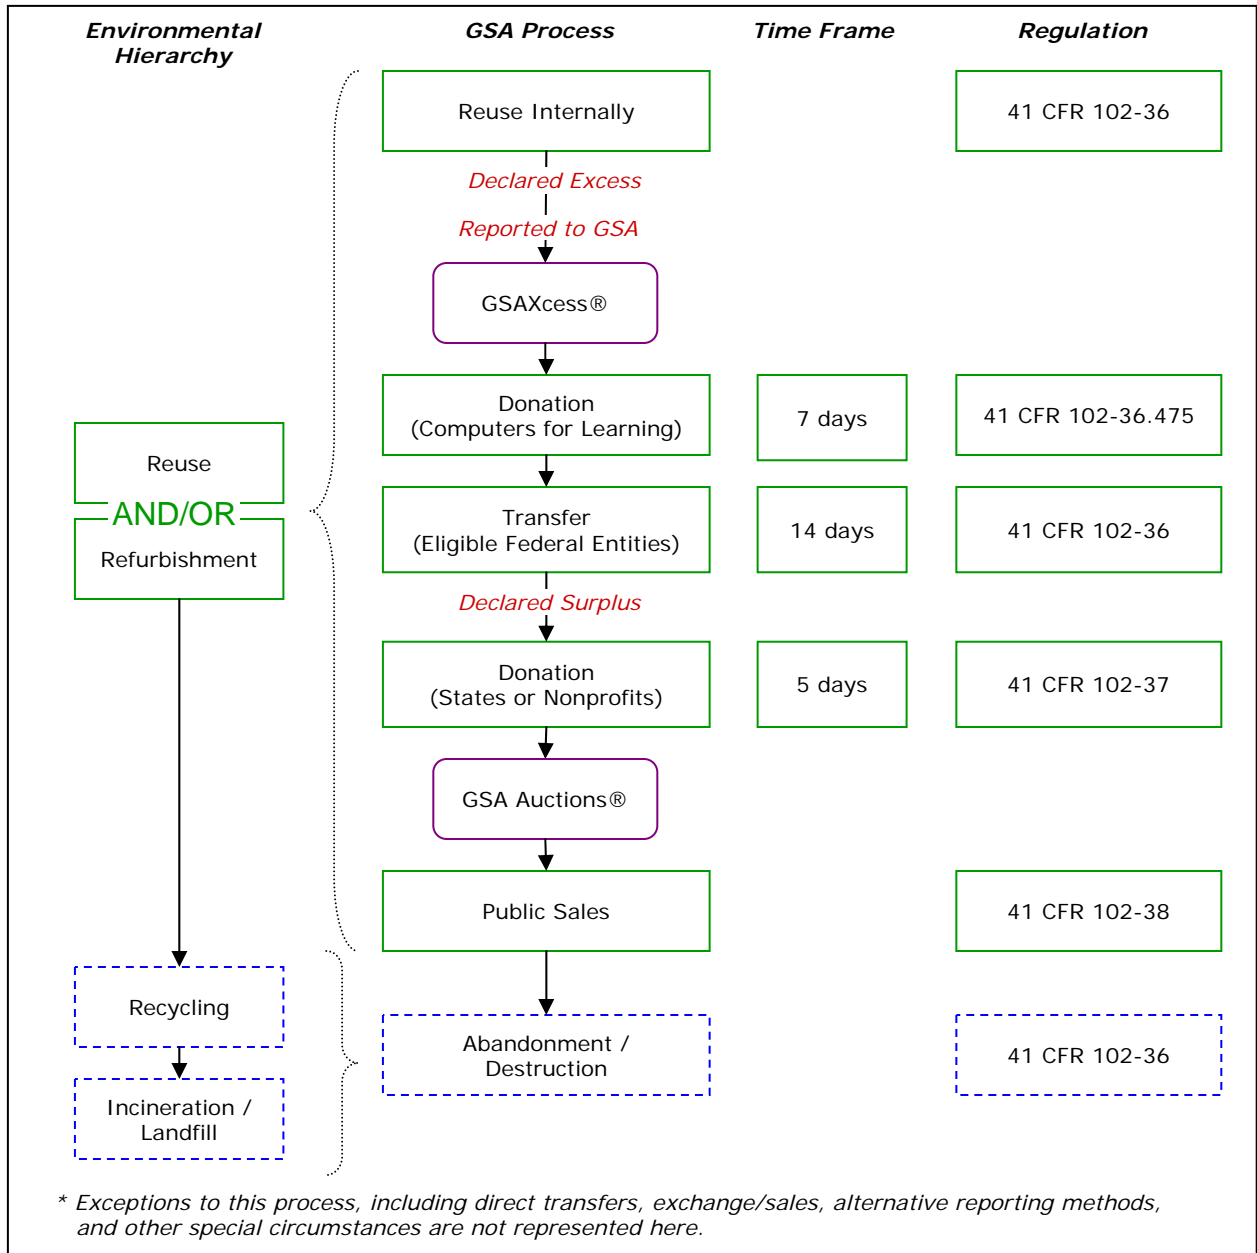 Environmental
Hierarchy
GSA Process
Time Frame
Regulation
Reuse Internally
41 CFR 102-36
Declared Excess
Reported to GSA
GSAXcess®
Donation
(Computers for Learning)
7 days
41 CFR 102-36.475
Reuse
AND/OR
Refurbishment
Transfer
(Eligible Federal Entities)
14 days
41 CFR 102-36
Declared Surplus
Donation
(States or Nonprofits)
5 days
41 CFR 102-37
GSA Auctions®
Public Sales
41 CFR 102-38
Recycling
Abandonment /
Destruction
41 CFR 102-36
Incineration /
Landfill
* Exceptions to this process, including direct transfers, exchange/sales, alternative reporting methods,
and other special circumstances are not represented here.